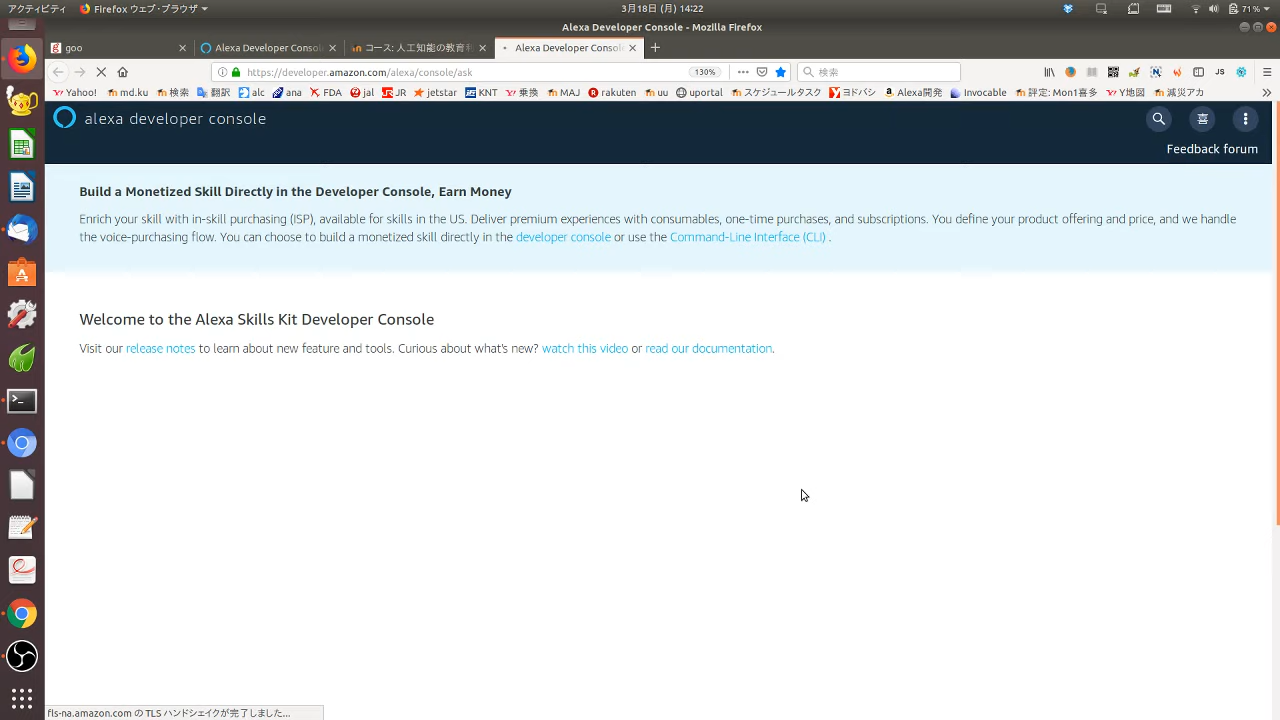 アクティビティ
Firefox ウェブ・ブラウザ
3月18日 (月) 14:22
71%
Alexa Developer Console - Mozilla Firefox
goo
Alexa Developer Conso
コース: 人工知能の教育利
Alexa Developer Consol
https://developer.amazon.com/alexa/console/ask
130%
検索
Yahoo!
md.ku
検索
翻訳
alc
ana
FDA
jal
JR
jetstar
KNT
乗換
MAJ
rakuten
uu
uportal
スケジュールタスク
ヨドバシ
Alexa開発
Invocable
評定: Mon1喜多
Y地図
減災アカ
alexa developer console
喜
Feedback forum
Build a Monetized Skill Directly in the Developer Console, Earn Money
Enrich your skill with in-skill purchasing (ISP), available for skills in the US. Deliver premium experiences with consumables, one-time purchases, and subscriptions. You define your product offering and price, and we handle
the voice-purchasing flow. You can choose to build a monetized skill directly in the developer console or use the Command-Line Interface (CLI) .
Welcome to the Alexa Skills Kit Developer Console
Visit our release notes to learn about new feature and tools. Curious about what's new? watch this video or read our documentation.
fls-na.amazon.com の TLS ハンドシェイクが完了しました...